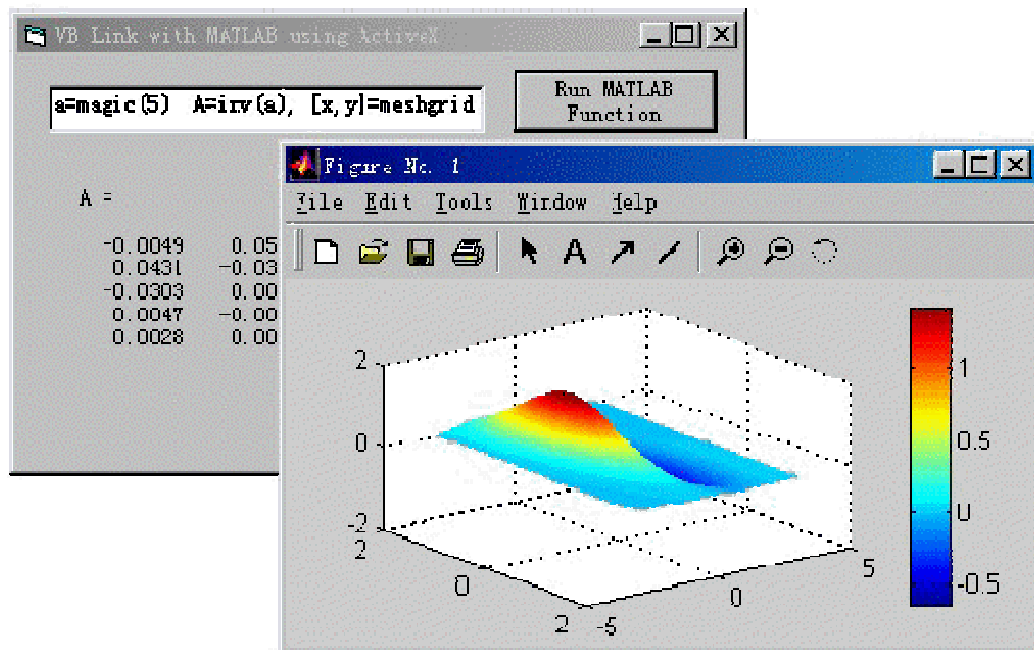 VB Link with MATLAB using ActiveX
a=magic(5) A=inv(a), [x,y]=meshgrid
Run MATLAB
Function
A =
-0.0049 0.05
0.0431 -0.03
-0.0303 0.00
0.0047 -0.00
0.0028 0.00
Figure No. 1
File Edit Tools Window Help
A
2
0
-2
2
0
2
-5
0
5
1
0.5
0
-0.5